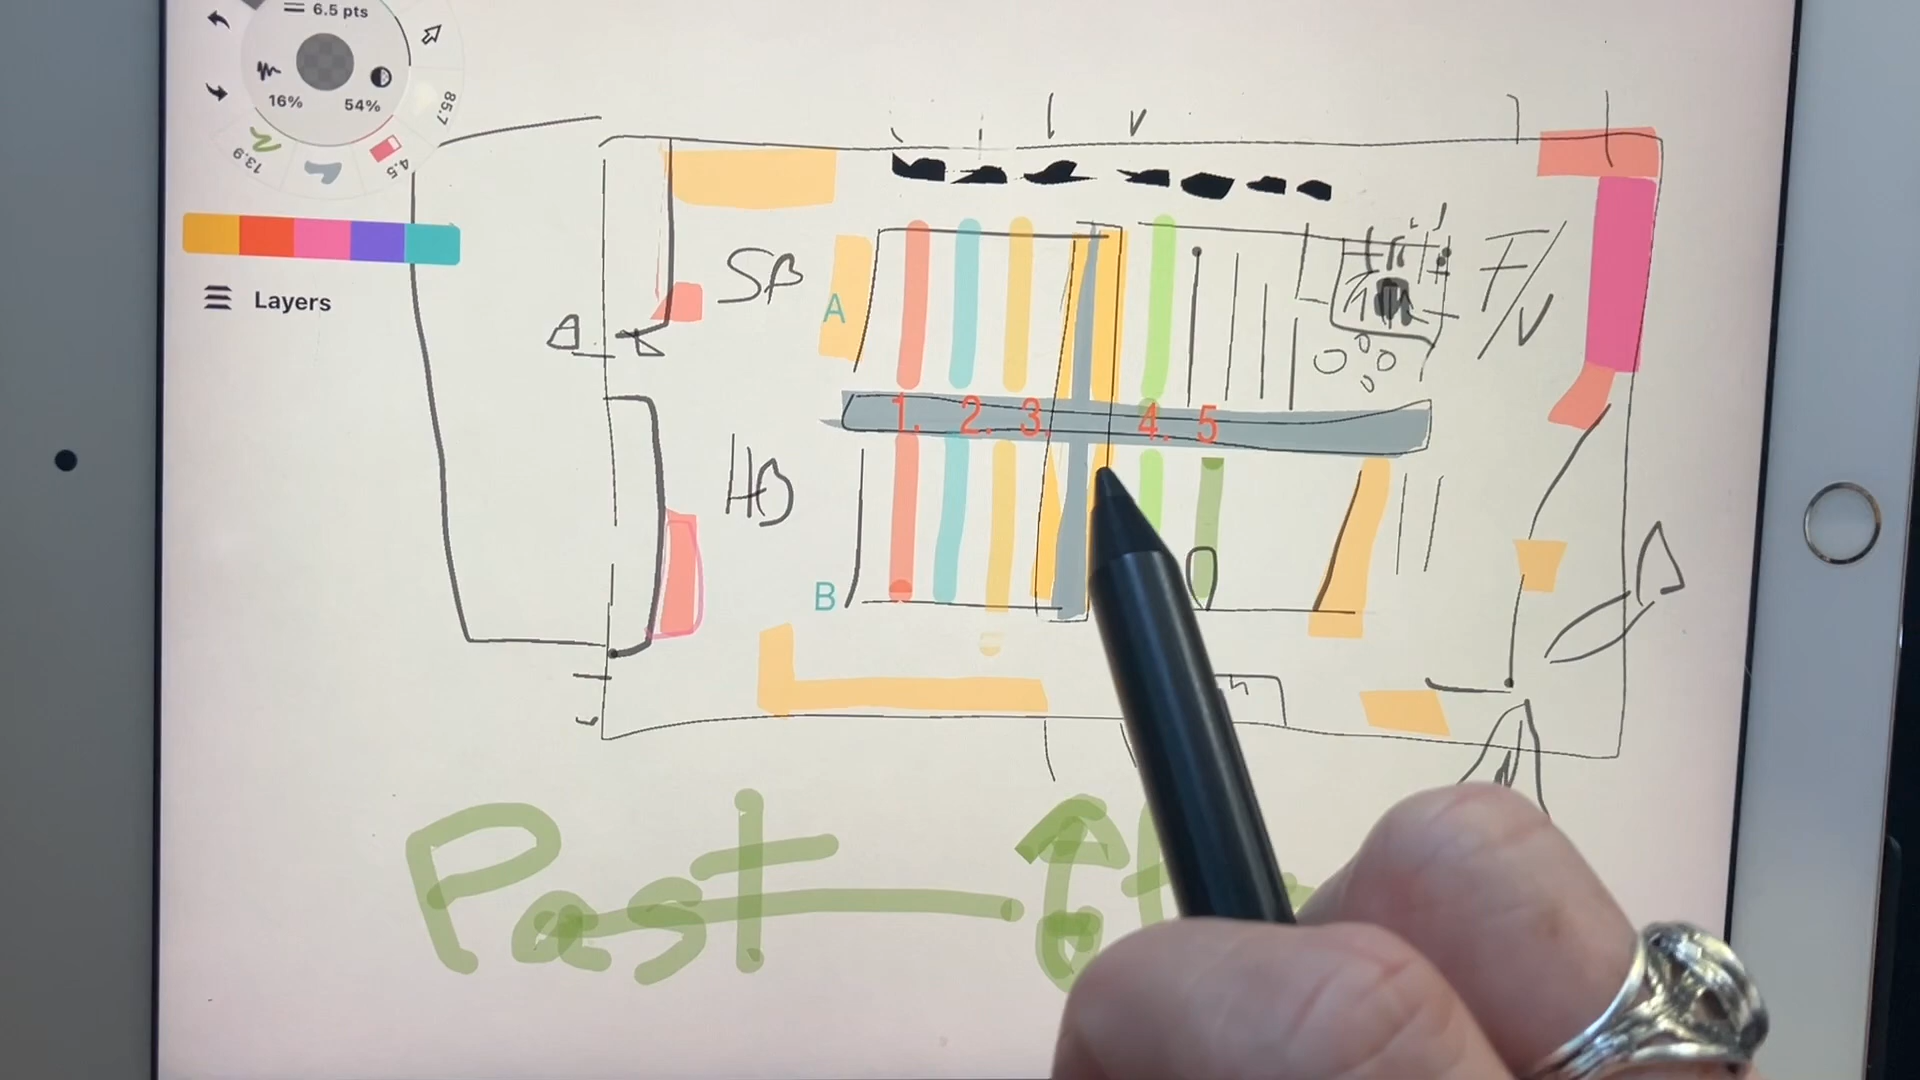 6.5 pts
16% 54%
85.7
13.9
4.5
Layers
SB
A
F/N
1. 2. 3. 4. 5
HB
B
Past